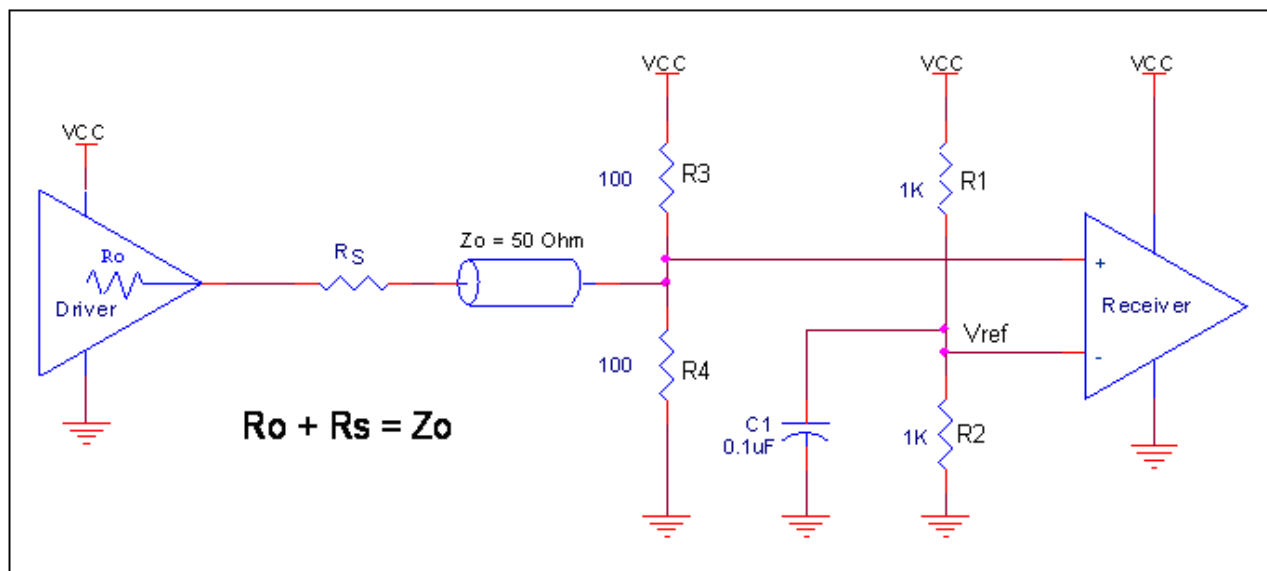 VCC
VCC
VCC
VCC
100
R3
1K
R1
Ro
Driver
RS
Zo = 50 Ohm
+
Receiver
Vref
-
100
R4
Ro + Rs = Zo
C1
0.1uF
1K
R2